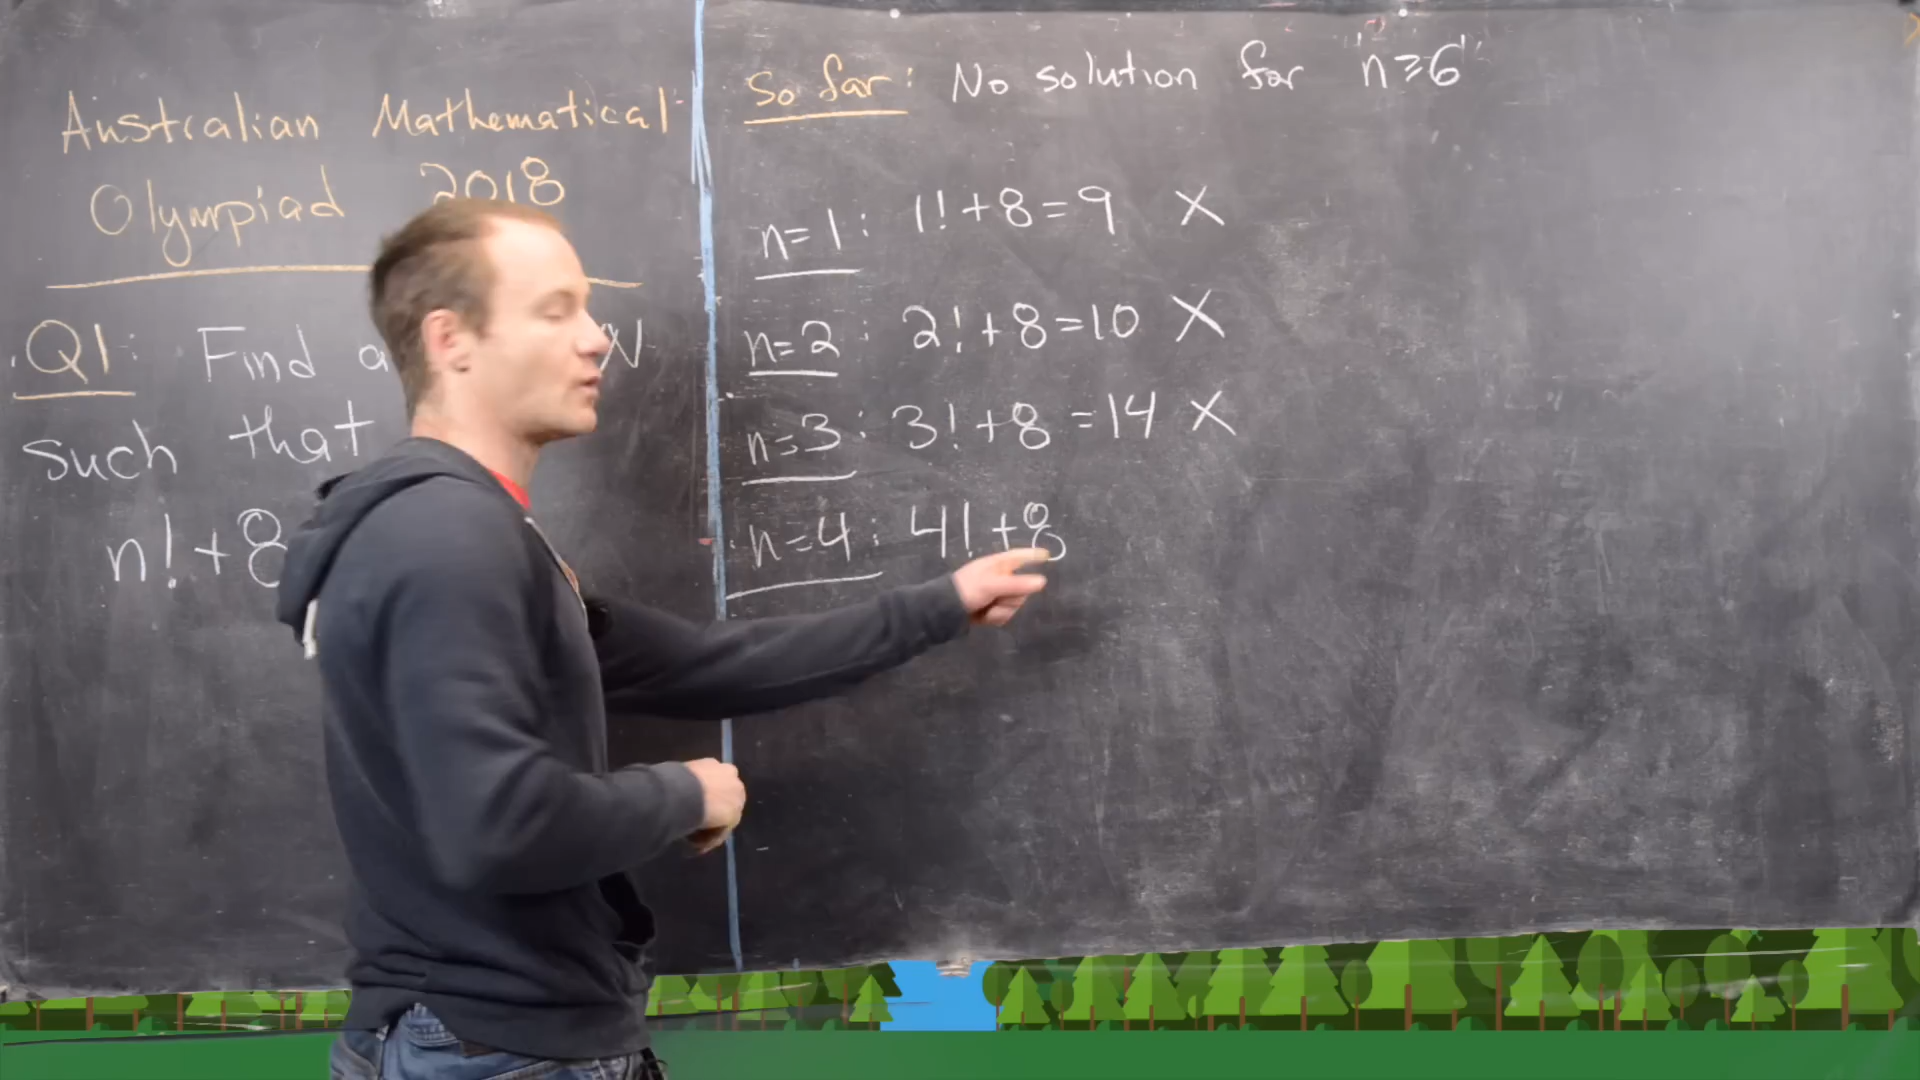 Australian Mathematical
Olympiad 2018
Q1: Find a N
such that
n!+8
So far: No solution for n≥6
n=1: 1!+8=9 X
n=2: 2!+8=10 X
n=3: 3!+8=14 X
n=4: 4!+8